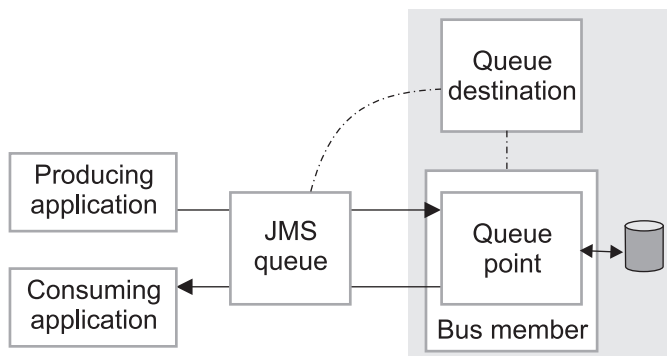 Queue
destination
Producing
application
JMS
queue
Queue
point
Consuming
application
Bus member